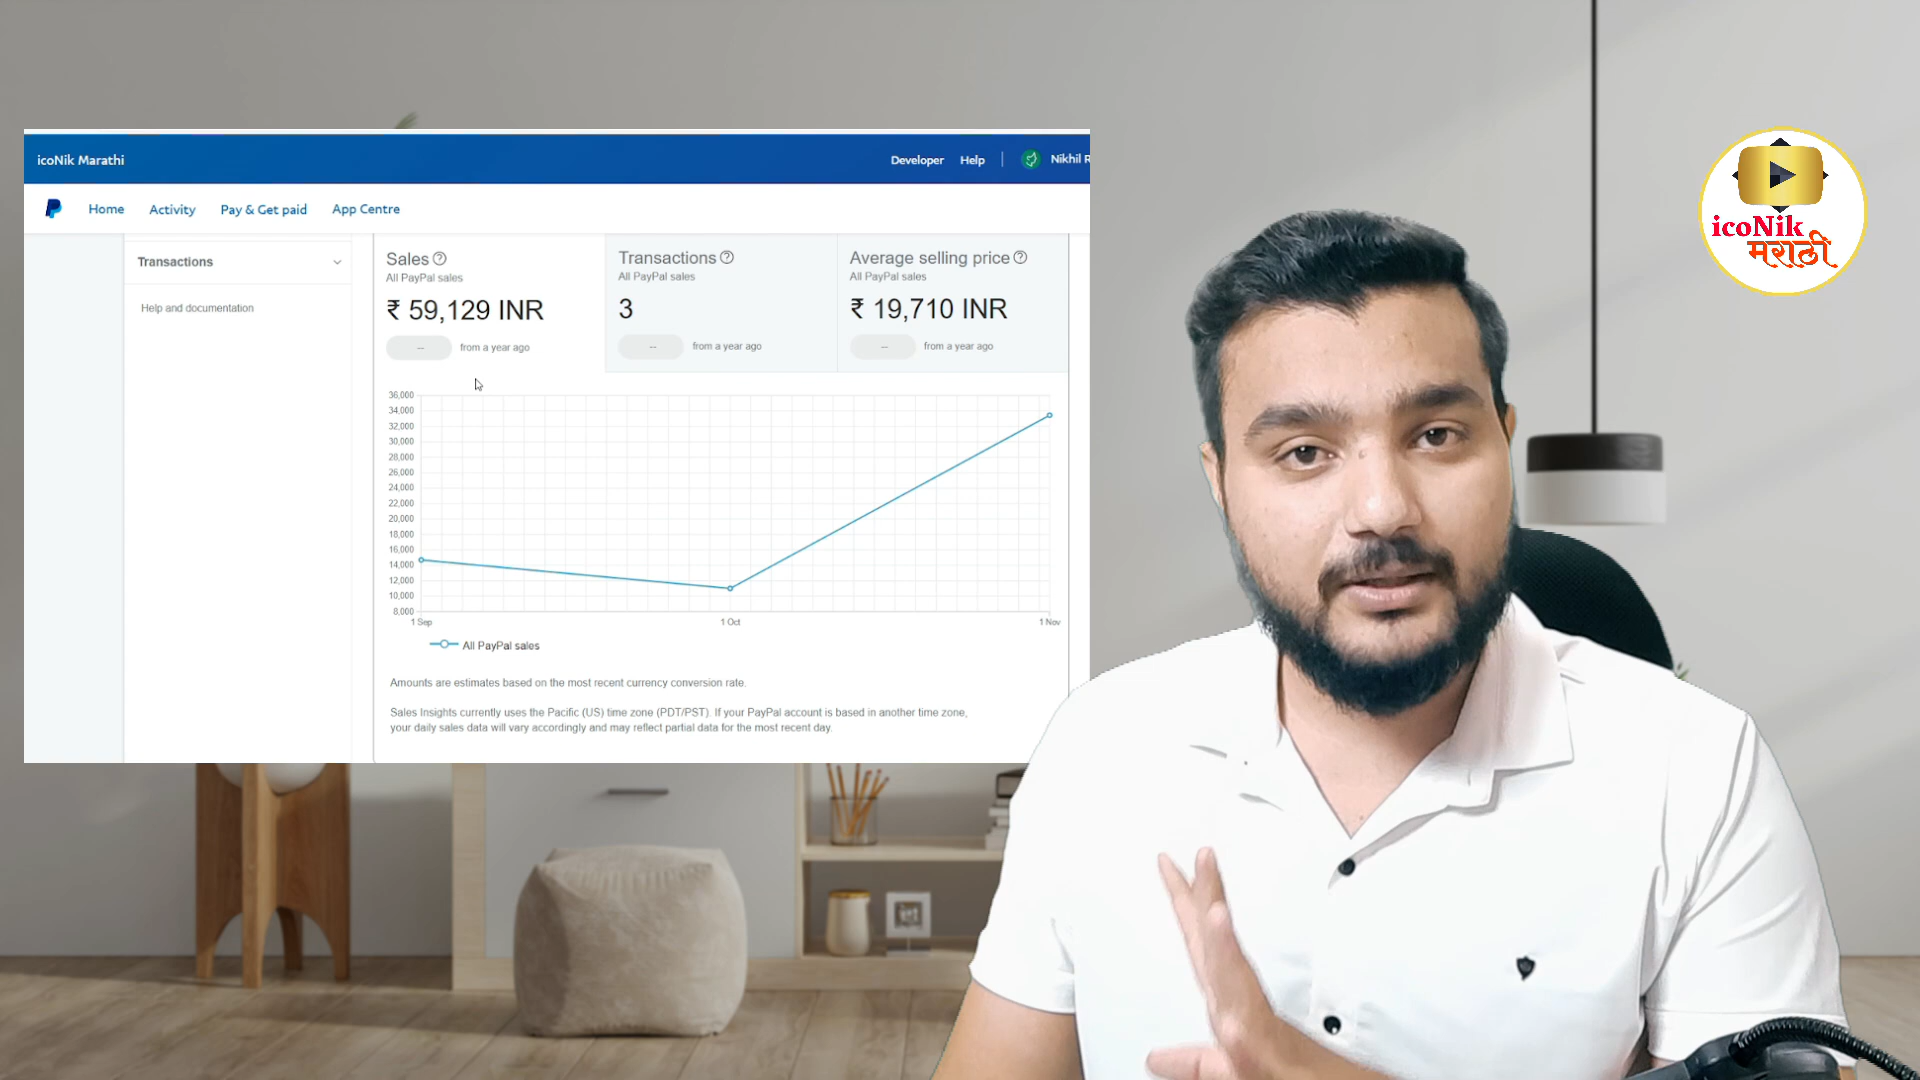 icoNik Marathi
Developer Help Nikhil R
Home Activity Pay & Get paid App Centre
Transactions
Help and documentation
Sales
All PayPal sales
₹ 59,129 INR
-- from a year ago
Transactions
All PayPal sales
3
-- from a year ago
Average selling price
All PayPal sales
₹ 19,710 INR
-- from a year ago
36,000
34,000
32,000
30,000
28,000
26,000
24,000
22,000
20,000
18,000
16,000
14,000
12,000
10,000
8,000
1 Sep 1 Oct 1 Nov
All PayPal sales
Amounts are estimates based on the most recent currency conversion rate.
Sales Insights currently uses the Pacific (US) time zone (PDT/PST). If your PayPal account is based in another time zone,
your daily sales data will vary accordingly and may reflect partial data for the most recent day.
icoNik
मराठी